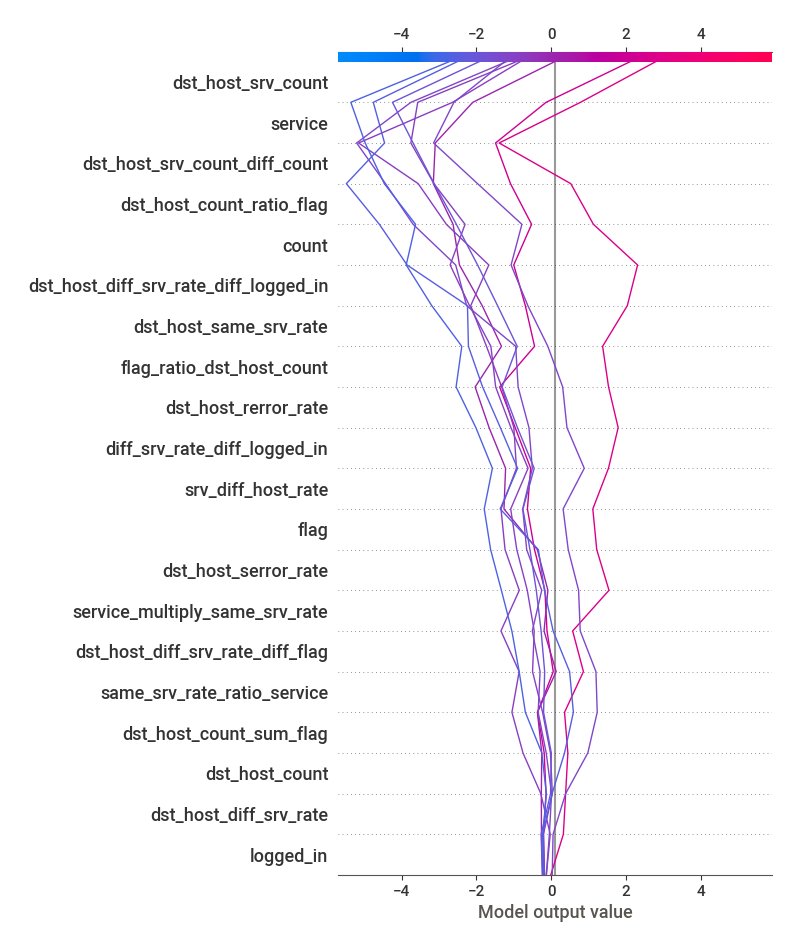 −4 −2 0 2 4
dst_host_srv_count
service
dst_host_srv_count_diff_count
dst_host_count_ratio_flag
count
dst_host_diff_srv_rate_diff_logged_in
dst_host_same_srv_rate
flag_ratio_dst_host_count
dst_host_rerror_rate
diff_srv_rate_diff_logged_in
srv_diff_host_rate
flag
dst_host_serror_rate
service_multiply_same_srv_rate
dst_host_diff_srv_rate_diff_flag
same_srv_rate_ratio_service
dst_host_count_sum_flag
dst_host_count
dst_host_diff_srv_rate
logged_in
−4 −2 0 2 4
Model output value